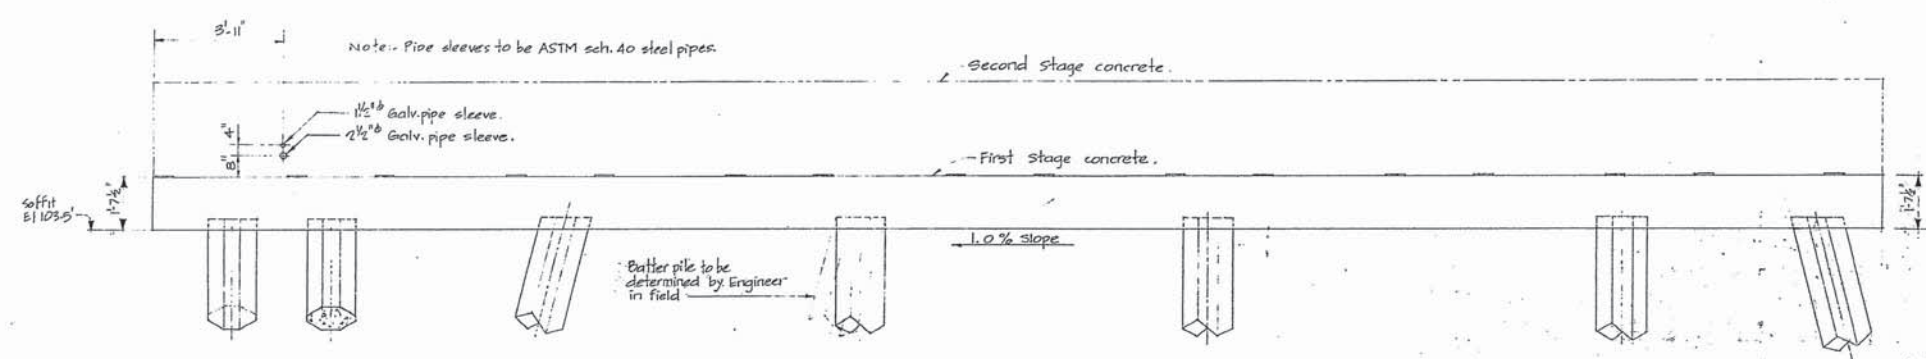 3'-11"
Note:- Pipe sleeves to be ASTM sch. 40 steel pipes.
Second stage concrete.
1½"ø Galv. pipe sleeve.
2½"ø Galv. pipe sleeve.
4"
8"
First stage concrete.
1'-7½"
1'-7½"
Soffit
El 103.5'
1.0% slope
Batter pile to be
determined by Engineer
in field